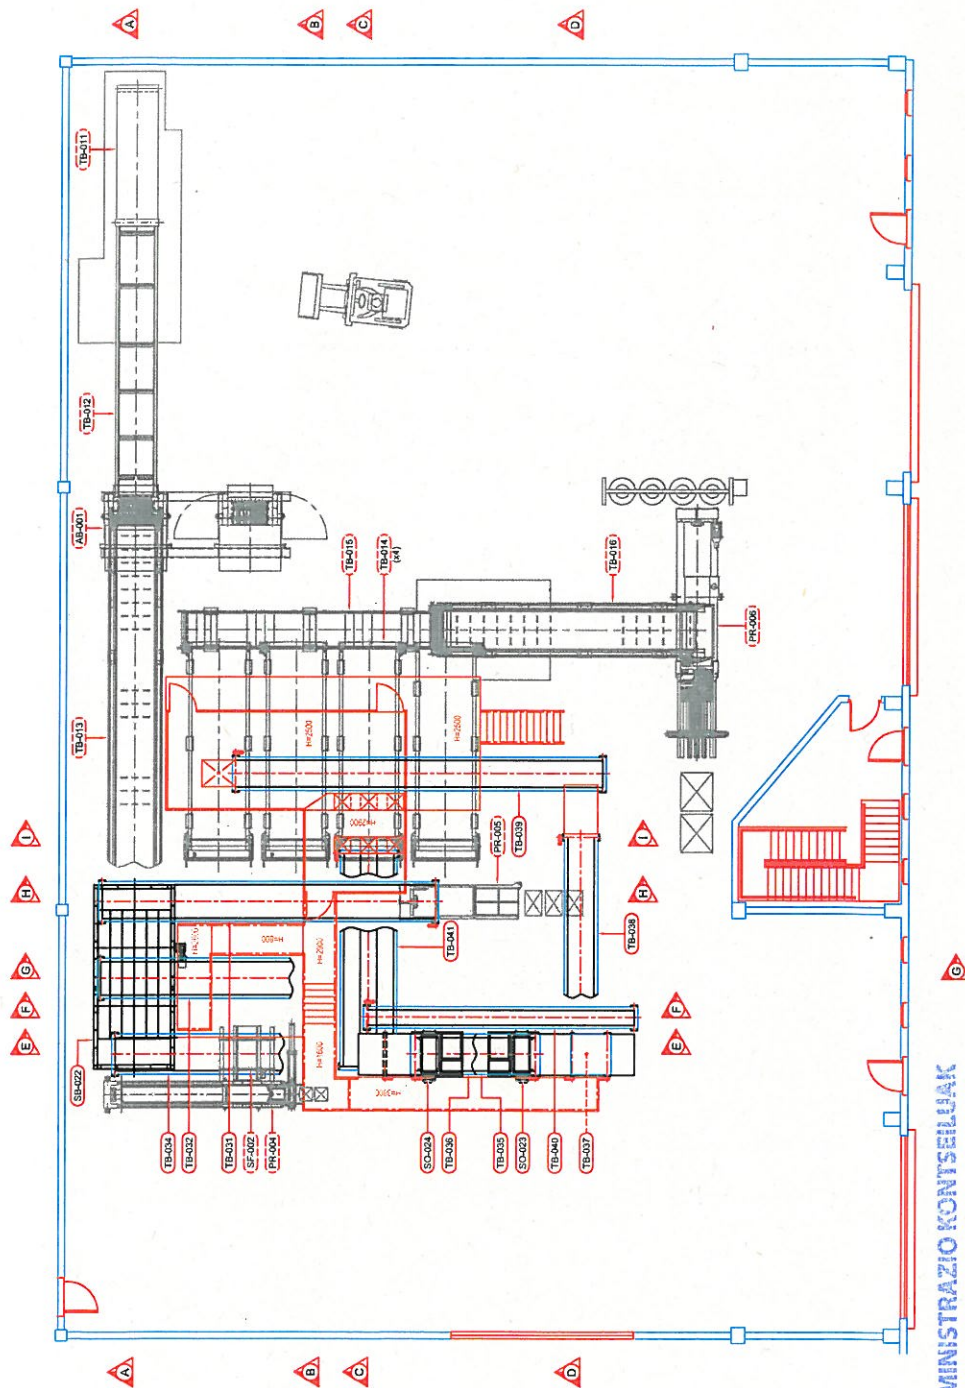 A
B
C
D
TB-011
TB-012
AB-001
TB-015
TB-014
(x4)
TB-016
PR-006
TB-013
H=2500
H=2500
I
PR-005
TB-039
I
H
TB-041
H
TB-038
G
F
E
G
F
E
SB-022
TB-034
TB-032
TB-031
SF-002
PR-004
SO-024
TB-036
TB-035
SO-023
TB-040
TB-037
A
B
C
D
MINISTRAZIO KONTSEILUAK